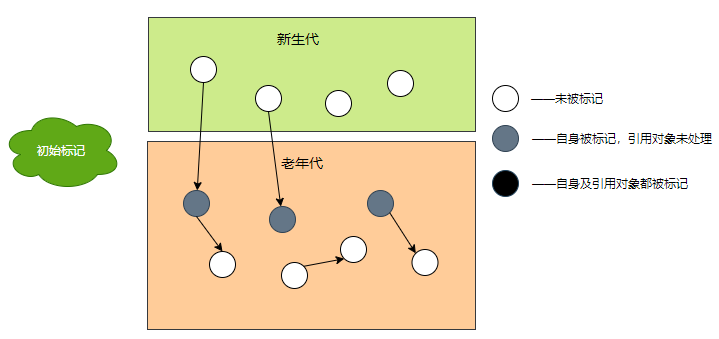 新生代
初始标记
老年代
——未被标记
——自身被标记，引用对象未处理
——自身及引用对象都被标记